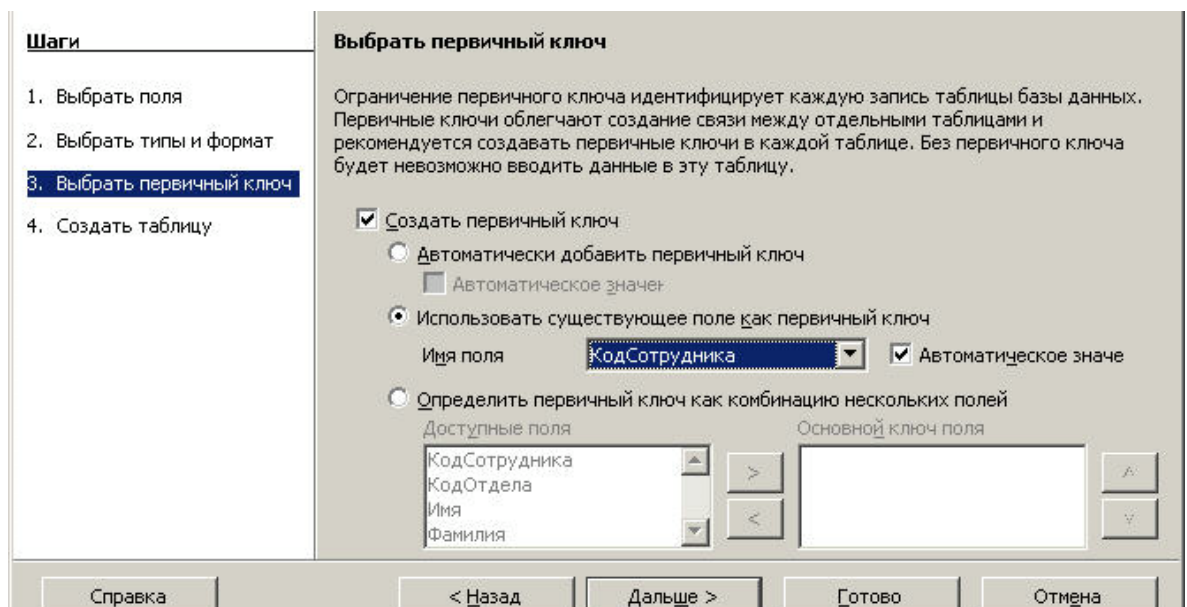 Шаги
1. Выбрать поля
2. Выбрать типы и формат
3. Выбрать первичный ключ
4. Создать таблицу
Выбрать первичный ключ
Ограничение первичного ключа идентифицирует каждую запись таблицы базы данных.
Первичные ключи облегчают создание связи между отдельными таблицами и
рекомендуется создавать первичные ключи в каждой таблице. Без первичного ключа
будет невозможно вводить данные в эту таблицу.
Создать первичный ключ
Автоматически добавить первичный ключ
Автоматическое значен
Использовать существующее поле как первичный ключ
Имя поля КодСотрудника Автоматическое значе
Определить первичный ключ как комбинацию нескольких полей
Доступные поля Основной ключ поля
КодСотрудника
КодОтдела
Имя
Фамилия
> < ^ v
Справка < Назад Дальше > Готово Отмена